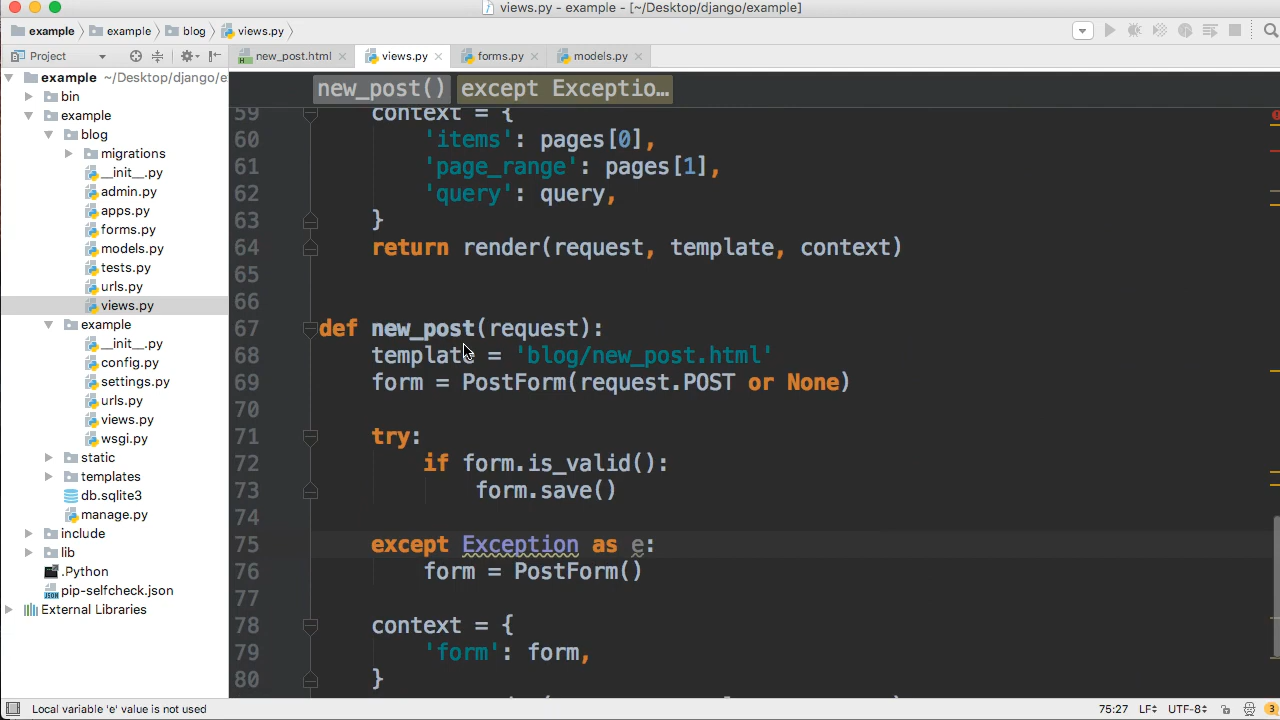 views.py - example - [~/Desktop/django/example]
example example blog views.py
Project
new_post.html views.py forms.py models.py
example ~/Desktop/django/e
bin
example
blog
migrations
__init__.py
admin.py
apps.py
forms.py
models.py
tests.py
urls.py
views.py
example
__init__.py
config.py
settings.py
urls.py
views.py
wsgi.py
static
templates
db.sqlite3
manage.py
include
lib
.Python
pip-selfcheck.json
External Libraries
new_post() except Exceptio…
59 context = {
60 'items': pages[0],
61 'page_range': pages[1],
62 'query': query,
63 }
64 return render(request, template, context)
65
66
67 def new_post(request):
68 template = 'blog/new_post.html'
69 form = PostForm(request.POST or None)
70
71 try:
72 if form.is_valid():
73 form.save()
74
75 except Exception as e:
76 form = PostForm()
77
78 context = {
79 'form': form,
80 }
Local variable 'e' value is not used
75:27 LF UTF-8 3